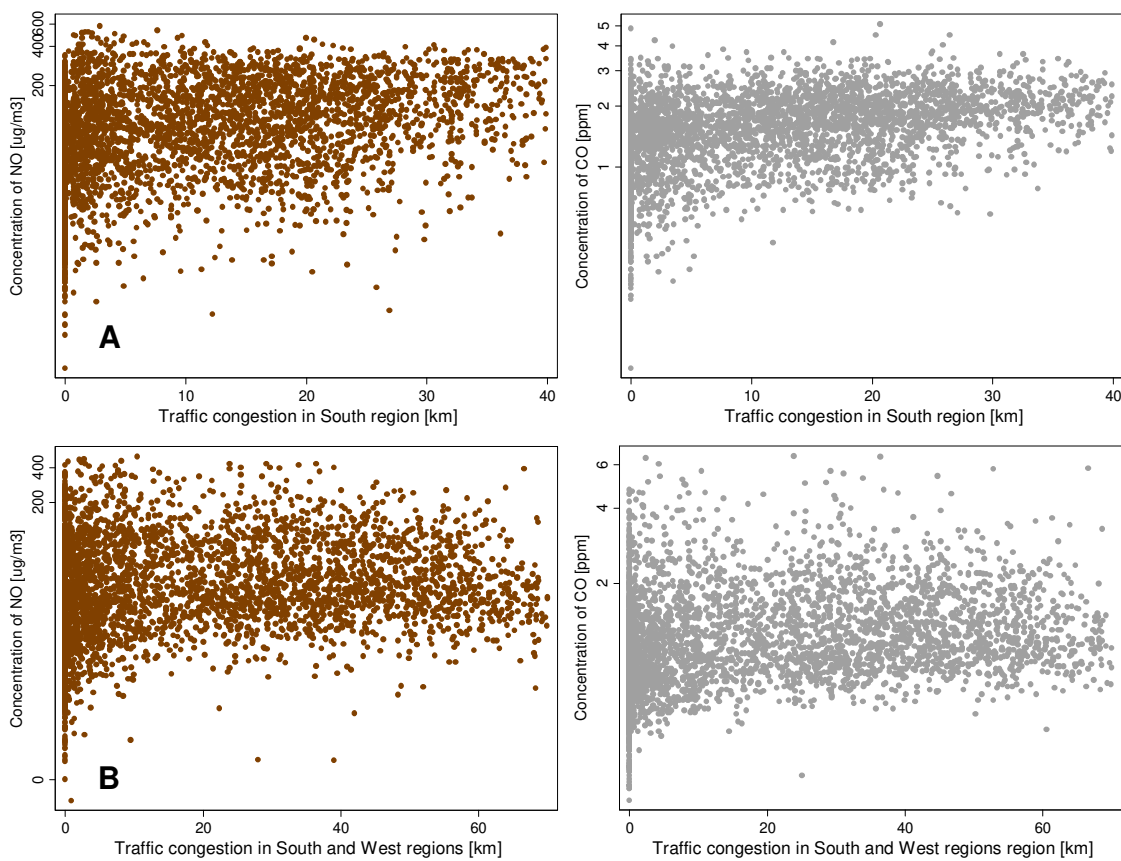 400600
200
Concentration of NO [ug/m3]
A
0 10 20 30 40
Traffic congestion in South region [km]
5
4
3
2
1
Concentration of CO [ppm]
0 10 20 30 40
Traffic congestion in South region [km]
400
200
0
Concentration of NO [ug/m3]
B
0 20 40 60
Traffic congestion in South and West regions [km]
6
4
2
Concentration of CO [ppm]
0 20 40 60
Traffic congestion in South and West regions region [km]